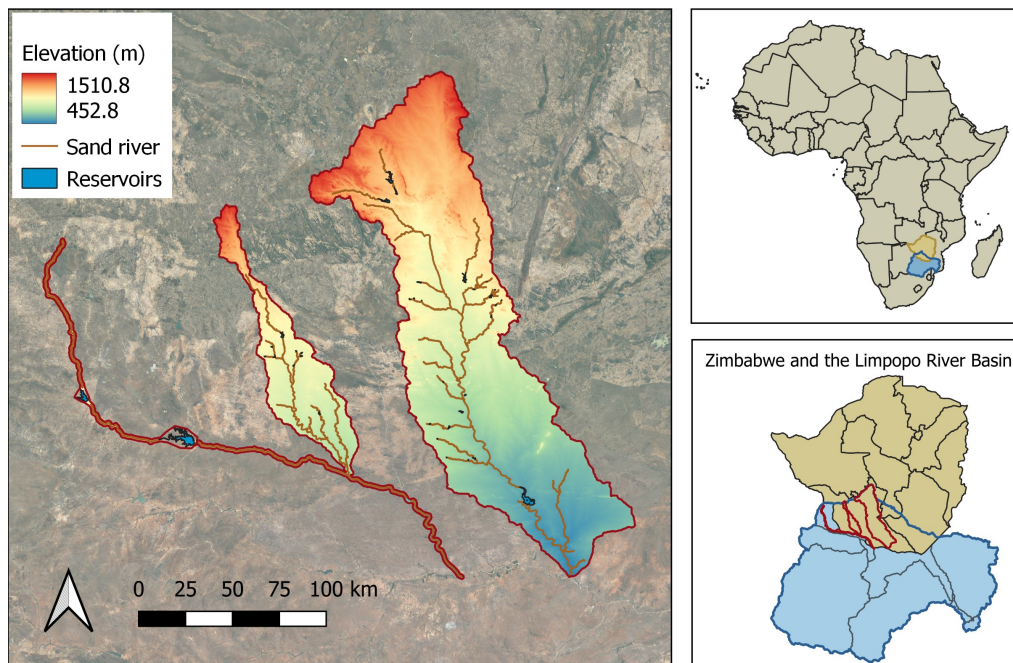 Elevation (m)
1510.8
452.8
Sand river
Reservoirs
0 25 50 75 100 km
Zimbabwe and the Limpopo River Basin